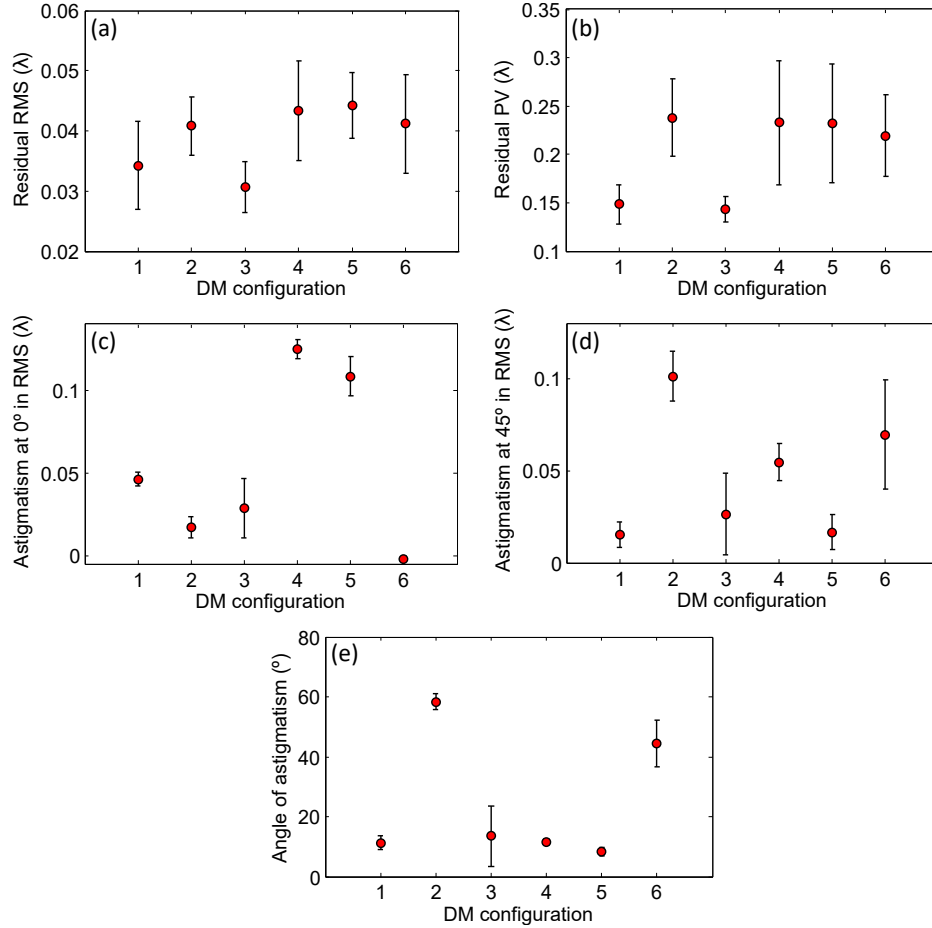 (a)
Residual RMS (λ)
0.06
0.05
0.04
0.03
0.02
1 2 3 4 5 6
DM configuration
(b)
Residual PV (λ)
0.35
0.3
0.25
0.2
0.15
0.1
1 2 3 4 5 6
DM configuration
(c)
Astigmatism at 0º in RMS (λ)
0.1
0.05
0
1 2 3 4 5 6
DM configuration
(d)
Astigmatism at 45º in RMS (λ)
0.1
0.05
0
1 2 3 4 5 6
DM configuration
(e)
Angle of astigmatism (º)
80
60
40
20
0
1 2 3 4 5 6
DM configuration